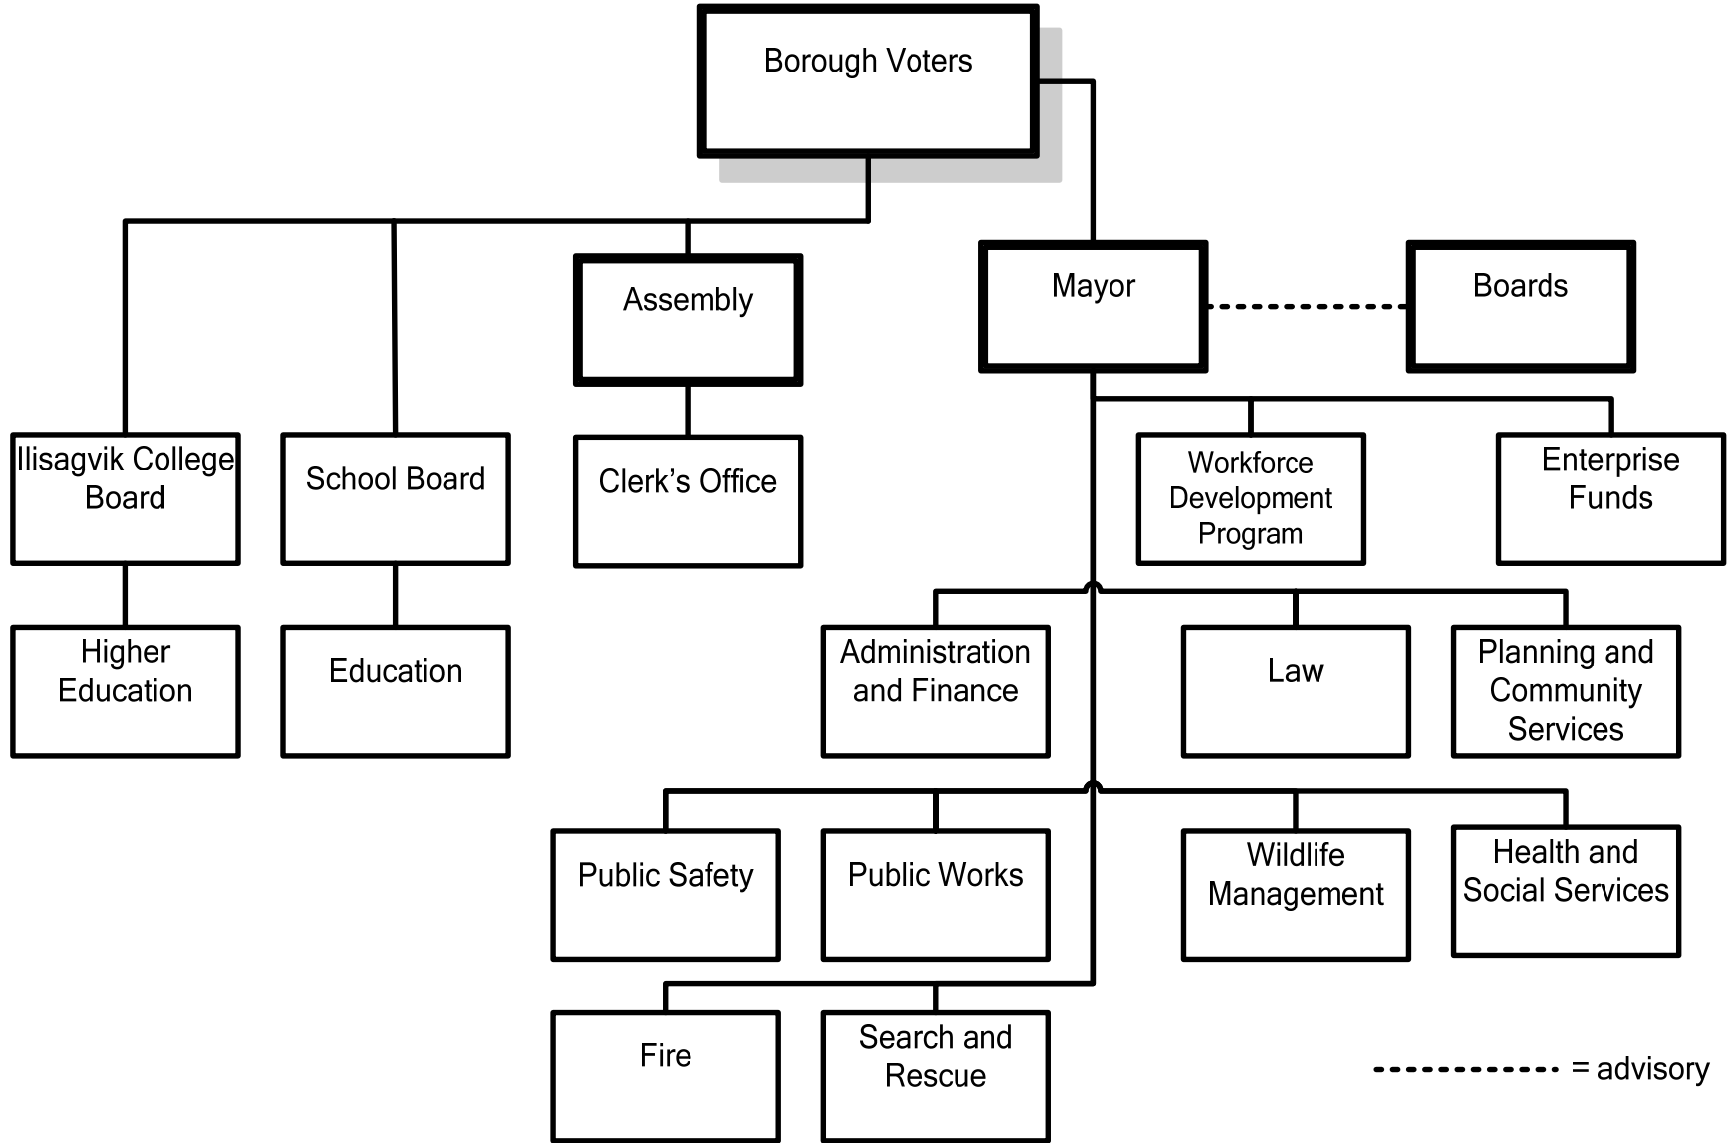 Borough Voters
Assembly
Mayor
Boards
Ilisagvik College
Board
School Board
Clerk’s Office
Workforce
Development
Program
Enterprise
Funds
Higher
Education
Education
Administration
and Finance
Law
Planning and
Community
Services
Public Safety
Public Works
Wildlife
Management
Health and
Social Services
Fire
Search and
Rescue
= advisory